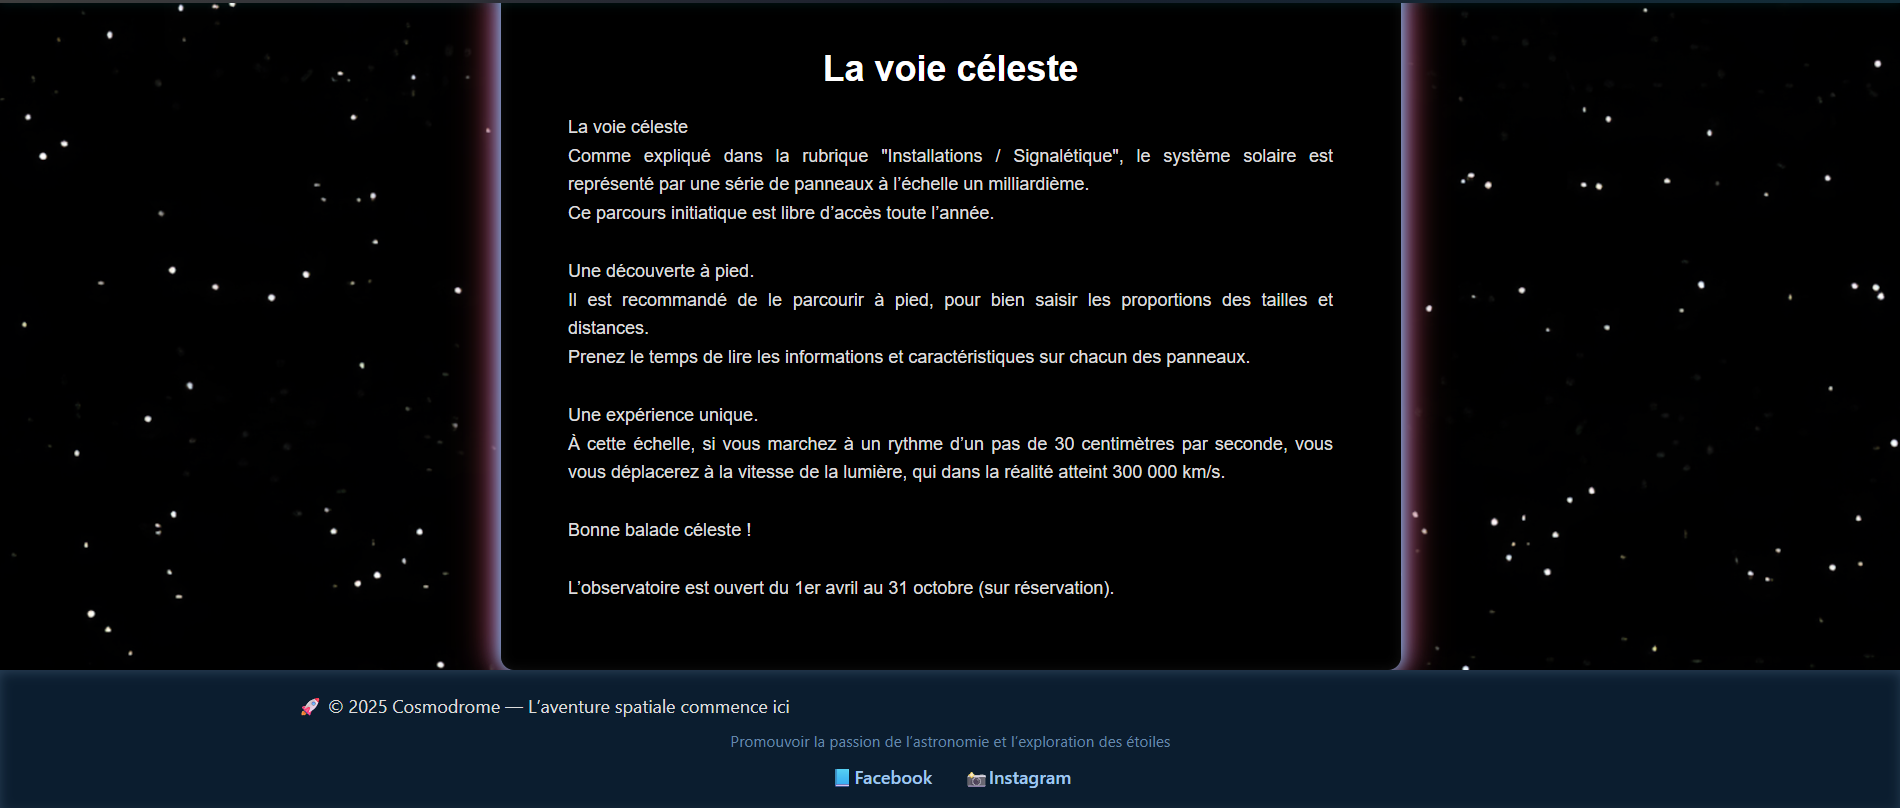 La voie céleste
La voie céleste
Comme expliqué dans la rubrique "Installations / Signalétique", le système solaire est
représenté par une série de panneaux à l’échelle un milliardième.
Ce parcours initiatique est libre d’accès toute l’année.
Une découverte à pied.
Il est recommandé de le parcourir à pied, pour bien saisir les proportions des tailles et
distances.
Prenez le temps de lire les informations et caractéristiques sur chacun des panneaux.
Une expérience unique.
À cette échelle, si vous marchez à un rythme d’un pas de 30 centimètres par seconde, vous
vous déplacerez à la vitesse de la lumière, qui dans la réalité atteint 300 000 km/s.
Bonne balade céleste !
L’observatoire est ouvert du 1er avril au 31 octobre (sur réservation).
🚀 © 2025 Cosmodrome — L’aventure spatiale commence ici
Promouvoir la passion de l’astronomie et l’exploration des étoiles
📘 Facebook 📸 Instagram